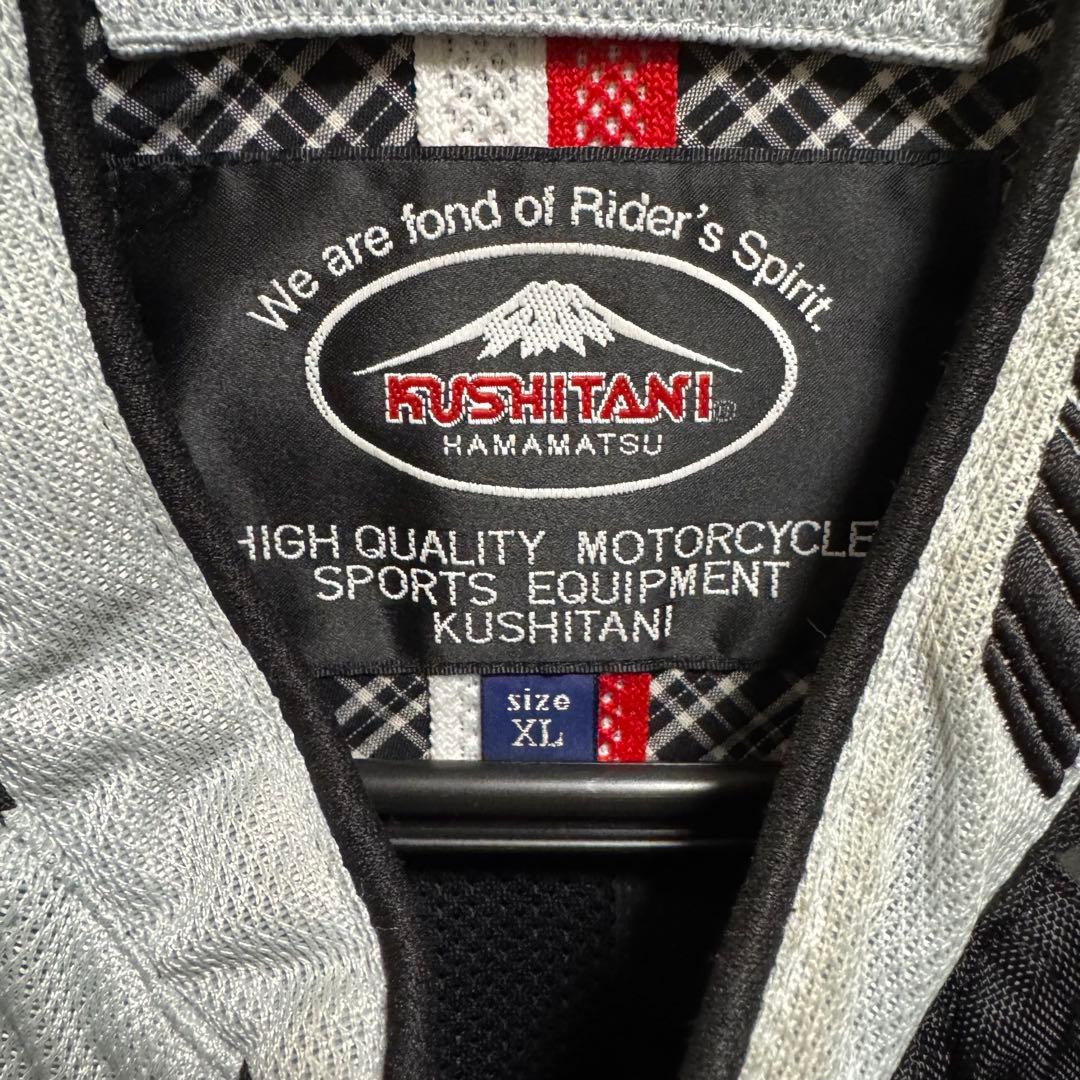 We are fond of Rider's Spirit.
KUSHITANI®
HAMAMATSU
HIGH QUALITY MOTORCYCLE
SPORTS EQUIPMENT
KUSHITANI
size
XL